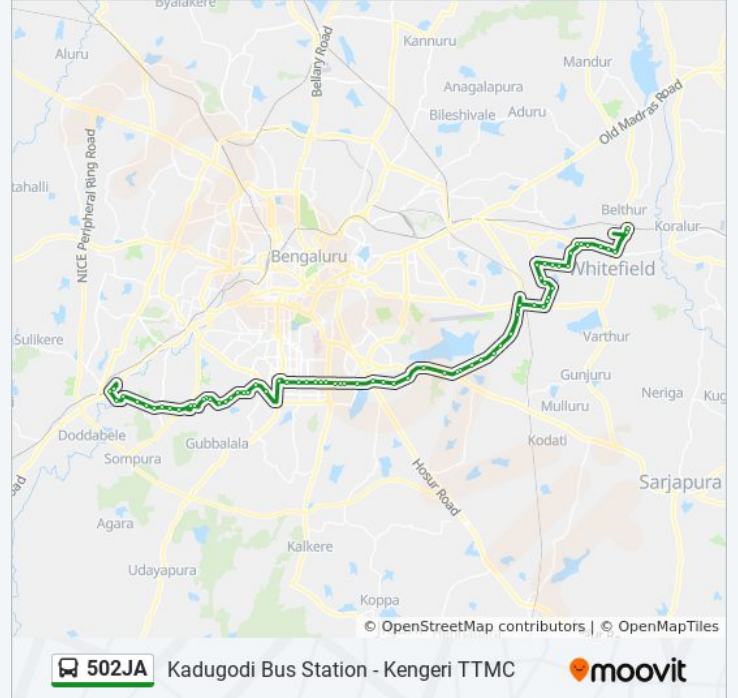 Byalakere
Aluru
Bellary Road
Kannuru
Mandur
Anagalapura
Bileshivale
Aduru
Old Madras Road
tahalli
NICE Peripheral Ring Road
Belthur
Koralur
Bengaluru
Whitefield
Sulikere
Varthur
Gunjuru
Neriga
Kug
Mulluru
Doddabele
Gubbalala
Kodati
Sompura
Hosur Road
Sarjapura
oad
Agara
Kalkere
Udayapura
Koppa
© OpenStreetMap contributors | © OpenMapTiles
502JA
Kadugodi Bus Station - Kengeri TTMC
moovit